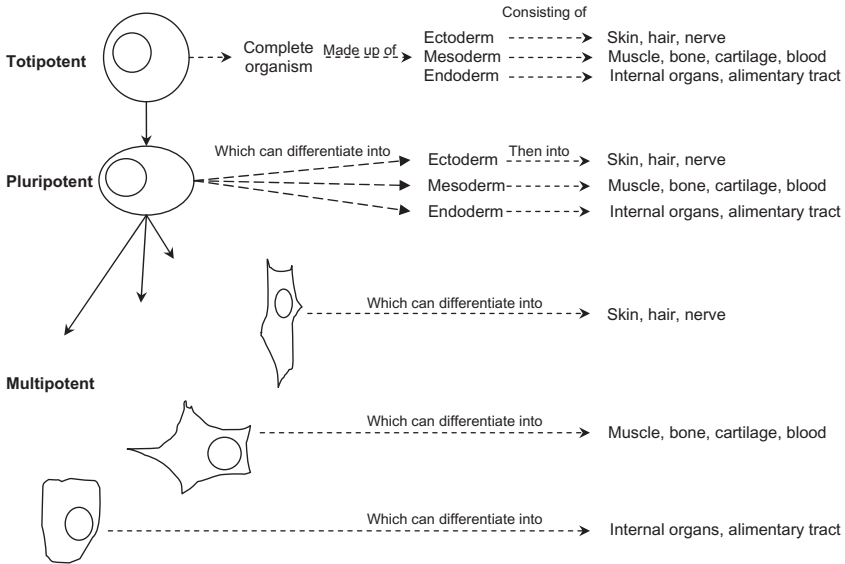 Consisting of
Totipotent
Complete
organism
Made up of
Ectoderm
Skin, hair, nerve
Mesoderm
Muscle, bone, cartilage, blood
Endoderm
Internal organs, alimentary tract
Pluripotent
Which can differentiate into
Ectoderm
Then into
Skin, hair, nerve
Mesoderm
Muscle, bone, cartilage, blood
Endoderm
Internal organs, alimentary tract
Which can differentiate into
Skin, hair, nerve
Multipotent
Which can differentiate into
Muscle, bone, cartilage, blood
Which can differentiate into
Internal organs, alimentary tract